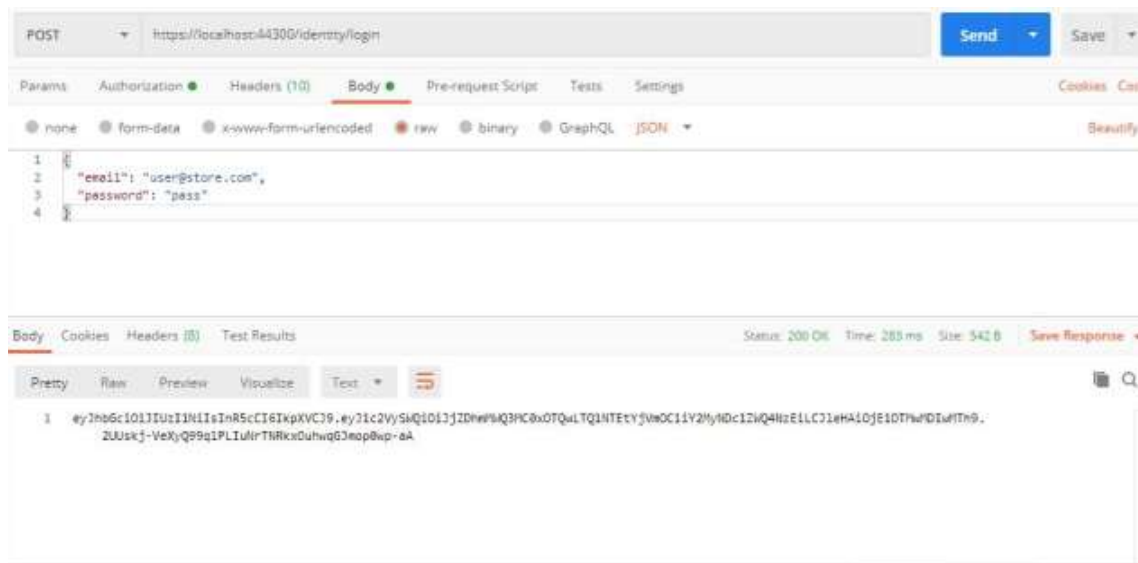 POST https://localhost:44300/identity/login Send Save
Params Authorization Headers (10) Body Pre-request Script Tests Settings Cookies
none form-data x-www-form-urlencoded raw binary GraphQL JSON Beautify
1 {
2 "email": "user@store.com",
3 "password": "pass"
4 }
Body Cookies Headers (8) Test Results Status: 200 OK Time: 285 ms Size: 542 B Save Response
Pretty Raw Preview Visualize Text
1